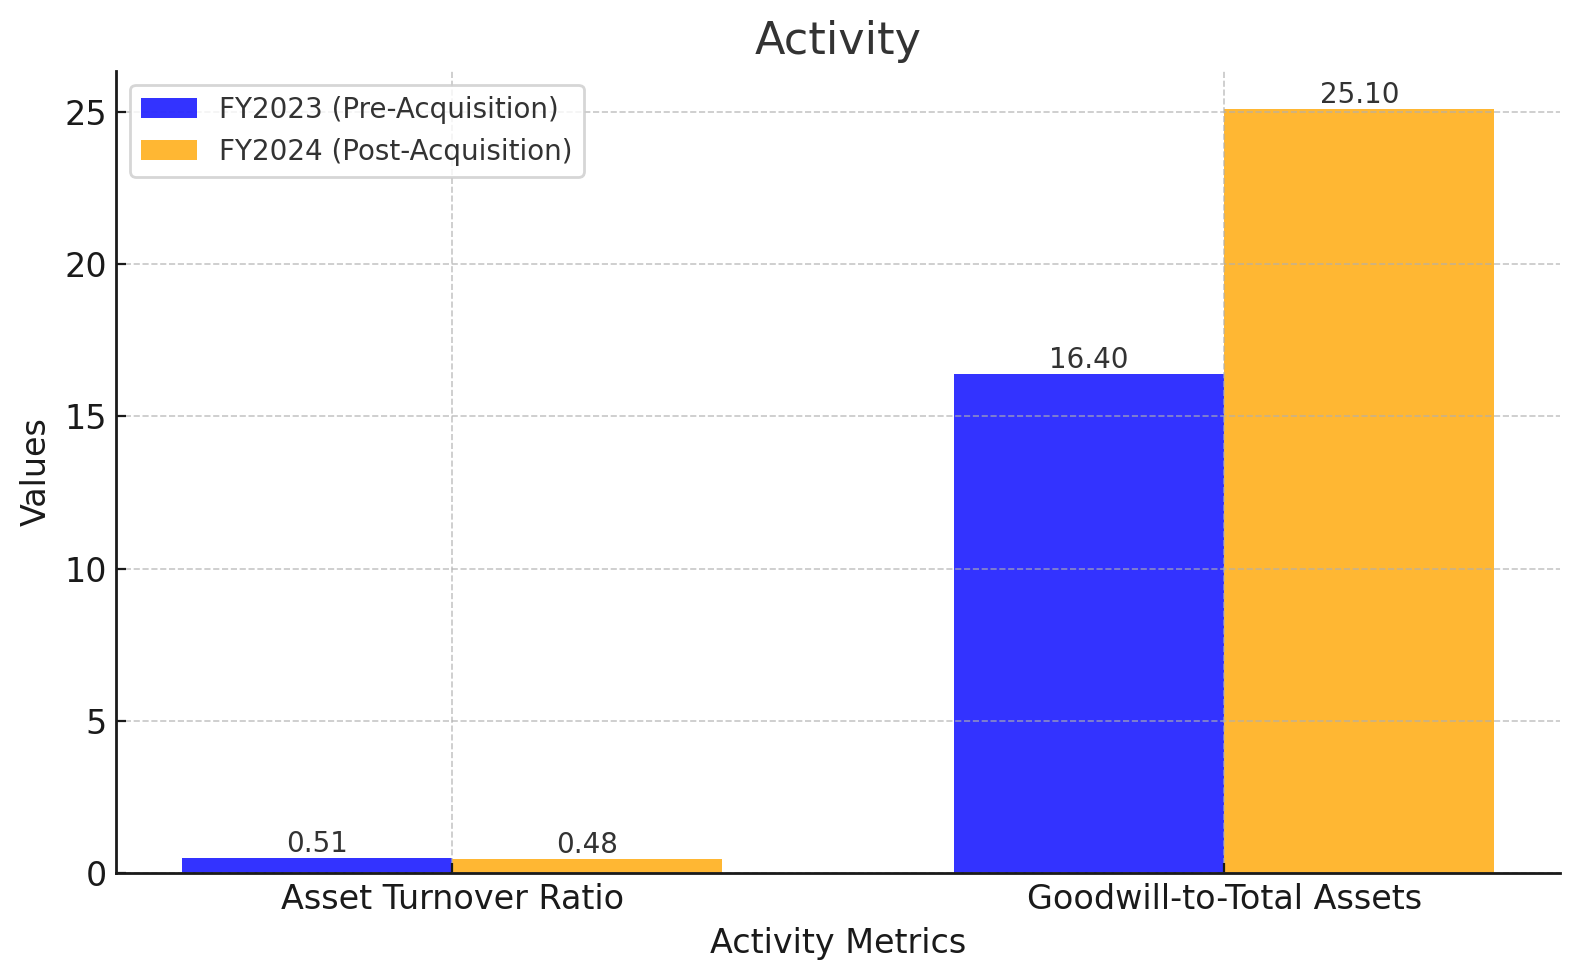 Activity
FY2023 (Pre-Acquisition)
FY2024 (Post-Acquisition)
25
20
15
10
5
0
Values
0.51
0.48
16.40
25.10
Asset Turnover Ratio
Goodwill-to-Total Assets
Activity Metrics